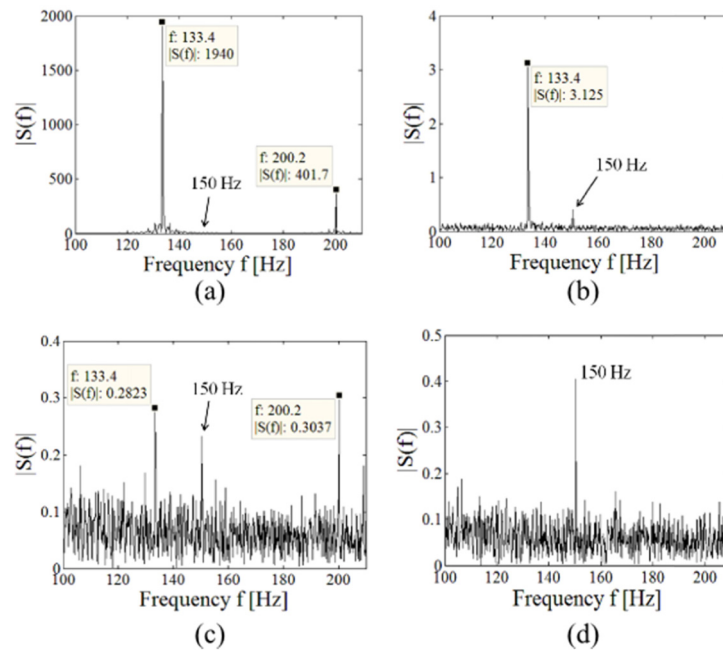 2000
1500
1000
500
0
|S(f)|
f: 133.4
|S(f)|: 1940
f: 200.2
|S(f)|: 401.7
150 Hz
100 120 140 160 180 200
Frequency f [Hz]
(a)
4
3
2
1
0
|S(f)|
f: 133.4
|S(f)|: 3.125
150 Hz
100 120 140 160 180 200
Frequency f [Hz]
(b)
0.4
0.3
0.2
0.1
0
|S(f)|
f: 133.4
|S(f)|: 0.2823
150 Hz
f: 200.2
|S(f)|: 0.3037
100 120 140 160 180 200
Frequency f [Hz]
(c)
0.5
0.4
0.3
0.2
0.1
0
|S(f)|
150 Hz
100 120 140 160 180 200
Frequency f [Hz]
(d)